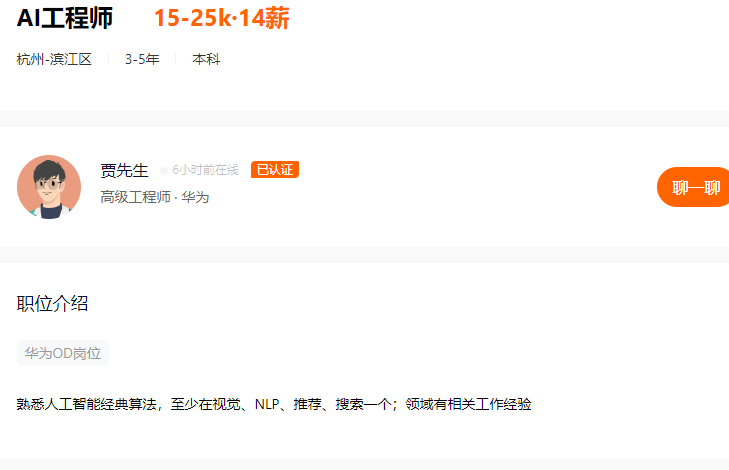 AI工程师 15-25k·14薪
杭州-滨江区 3-5年 本科
贾先生 6小时前在线 已认证
高级工程师 · 华为
聊一聊
职位介绍
华为OD岗位
熟悉人工智能经典算法，至少在视觉、NLP、推荐、搜索一个；领域有相关工作经验